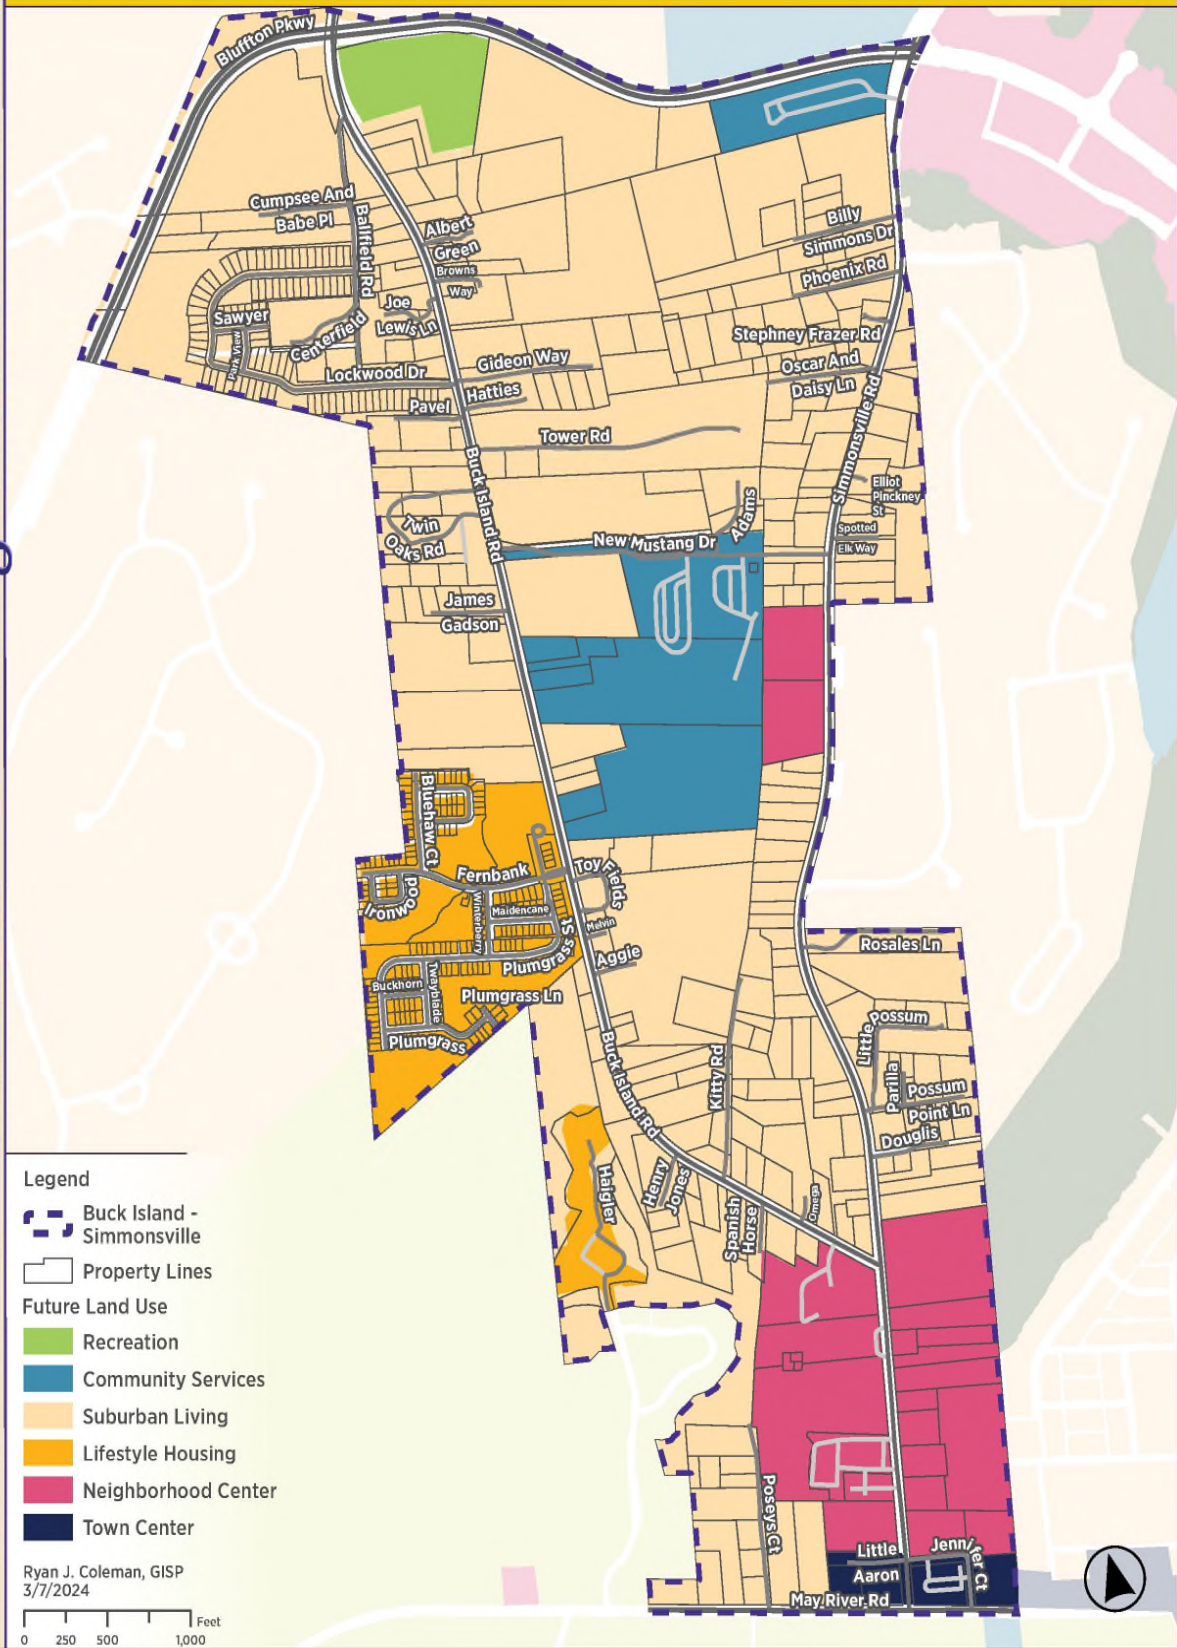 Bluffton Pkwy
Cumpsee And
Babe Pl
Ballfield Rd
Albert
Green
Browns
Way
Billy
Simmons Dr
Phoenix Rd
Sawyer
Park View
Centerfield
Joe
Lewis Ln
Stephney Frazer Rd
Oscar And
Daisy Ln
Lockwood Dr
Gideon Way
Hatties
Pavel
Tower Rd
Simmonsville Rd
Buck Island Rd
Elliot
Pinckney
St
Spotted
Elk Way
Twin
Oaks Rd
New Mustang Dr
Adams
James
Gadson
Bluehaw Ct
Fernbank
Toy Fields
Ironwood
Winterberry
Maidencane
Plumgrass St
Melvin
Aggie
Buckhorn
Twayblade
Plumgrass Ln
Plumgrass
Rosales Ln
Little Possum
Parilla
Possum
Point Ln
Douglis
Buck Island Rd
Kitty Rd
Henry
Jones
Haigler
Spanish
Horse
Omega
Poseys Ct
Little
Aaron
Jennifer Ct
May River Rd
Legend
Buck Island -
Simmonsville
Property Lines
Future Land Use
Recreation
Community Services
Suburban Living
Lifestyle Housing
Neighborhood Center
Town Center
Ryan J. Coleman, GISP
3/7/2024
Feet
0 250 500 1,000